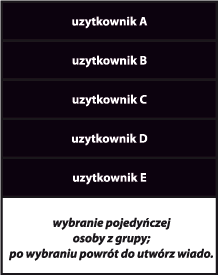 uzytkownik A
uzytkownik B
uzytkownik C
uzytkownik D
uzytkownik E
wybranie pojedyńczej
osoby z grupy;
po wybraniu powrót do utwórz wiado.